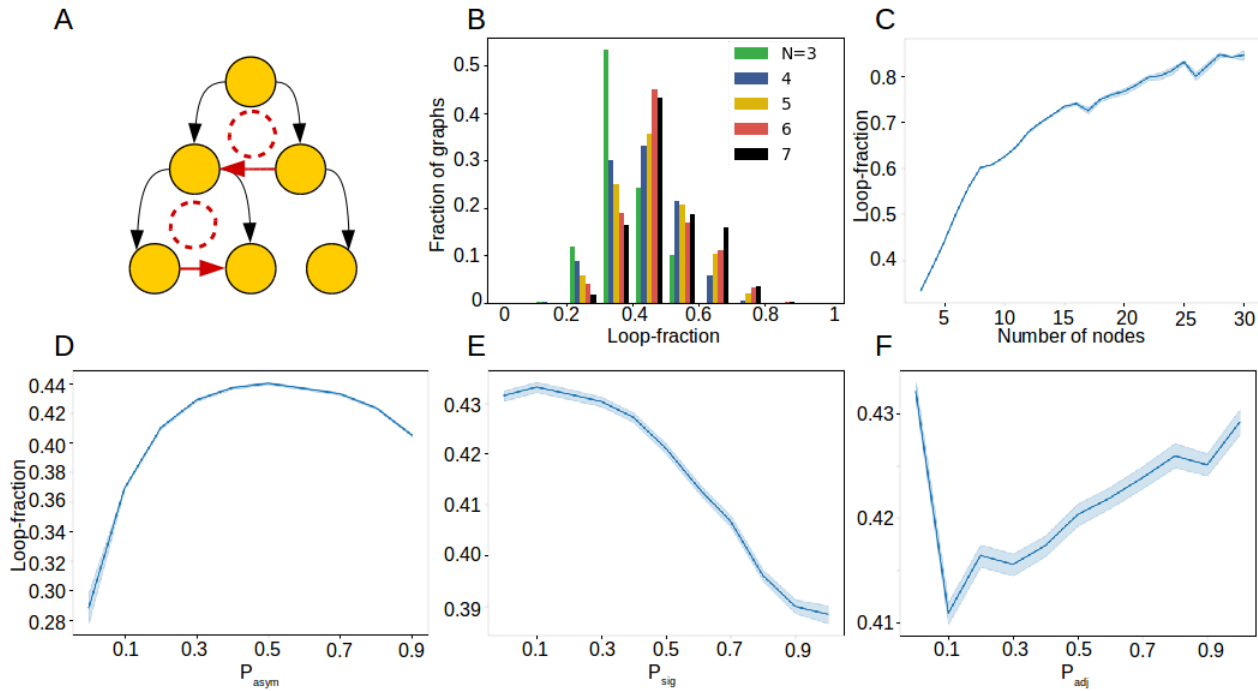 A
B
C
N=3
4
5
6
7
Fraction of graphs
0.5
0.4
0.3
0.2
0.1
0
0 0.2 0.4 0.6 0.8 1
Loop-fraction
Loop-fraction
0.8
0.7
0.6
0.5
0.4
5 10 15 20 25 30
Number of nodes
D
E
F
Loop-fraction
0.44
0.42
0.40
0.38
0.36
0.34
0.32
0.30
0.28
0.1 0.3 0.5 0.7 0.9
Pasym
0.43
0.42
0.41
0.40
0.39
0.1 0.3 0.5 0.7 0.9
Psig
0.43
0.42
0.41
0.1 0.3 0.5 0.7 0.9
Padj